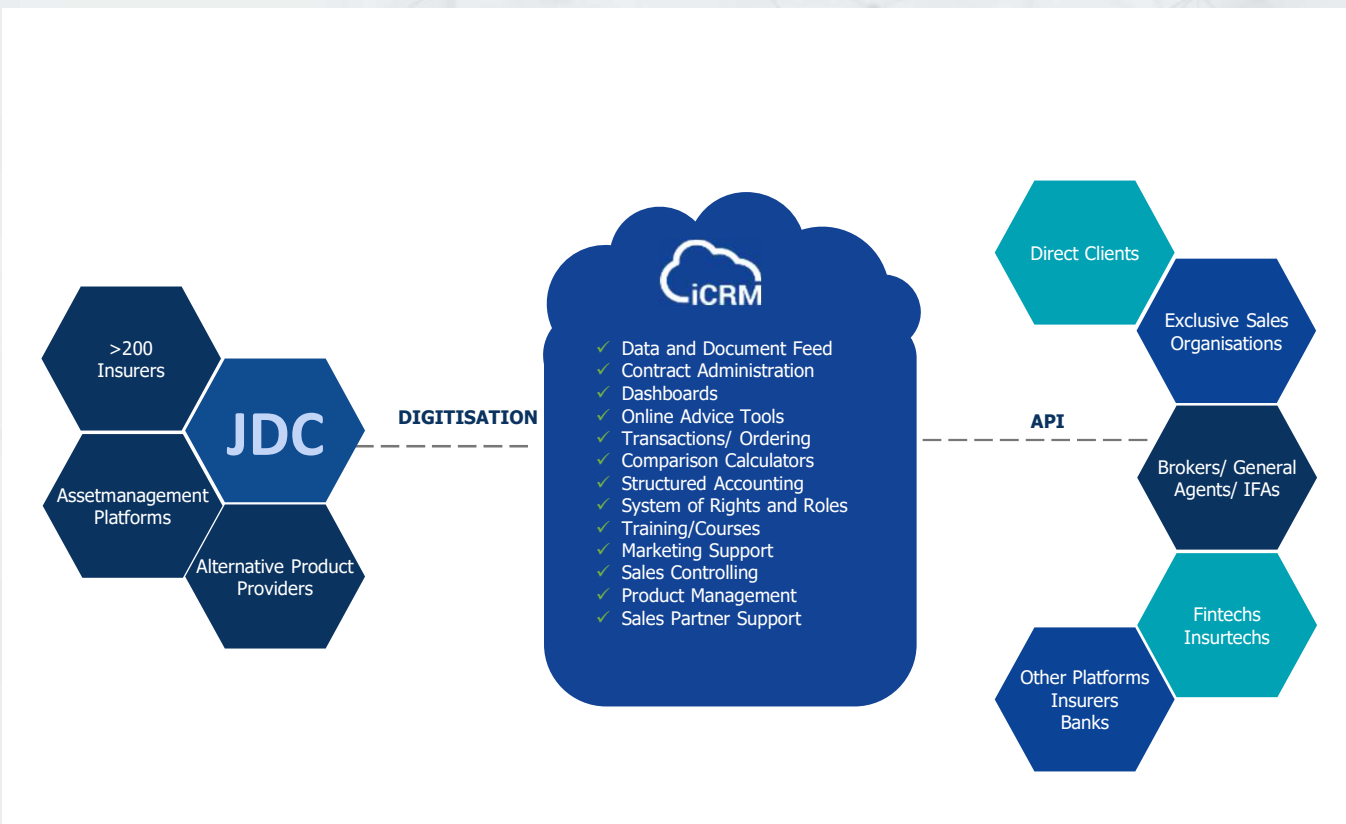 >200
Insurers
JDC
Assetmanagement
Platforms
Alternative Product
Providers
DIGITISATION
iCRM
Data and Document Feed
Contract Administration
Dashboards
Online Advice Tools
Transactions/ Ordering
Comparison Calculators
Structured Accounting
System of Rights and Roles
Training/Courses
Marketing Support
Sales Controlling
Product Management
Sales Partner Support
API
Direct Clients
Exclusive Sales
Organisations
Brokers/ General
Agents/ IFAs
Fintechs
Insurtechs
Other Platforms
Insurers
Banks